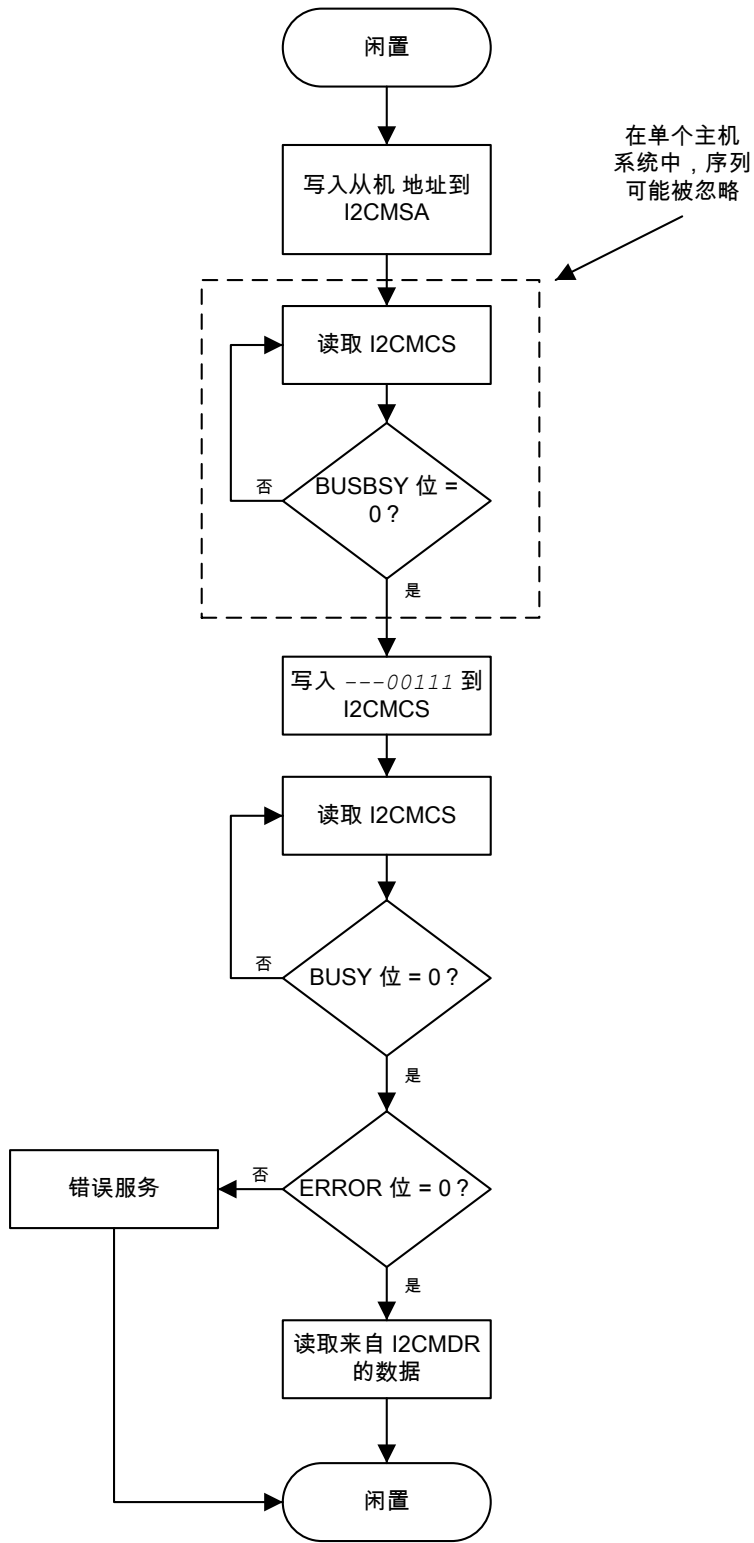 闲置
在单个主机
系统中，序列
可能被忽略
写入从机 地址到
I2CMSA
读取 I2CMCS
否
BUSBSY 位 =
0？
是
写入 ---00111 到
I2CMCS
读取 I2CMCS
否
BUSY 位 = 0？
是
错误服务
否
ERROR 位 = 0？
是
读取来自 I2CMDR
的数据
闲置